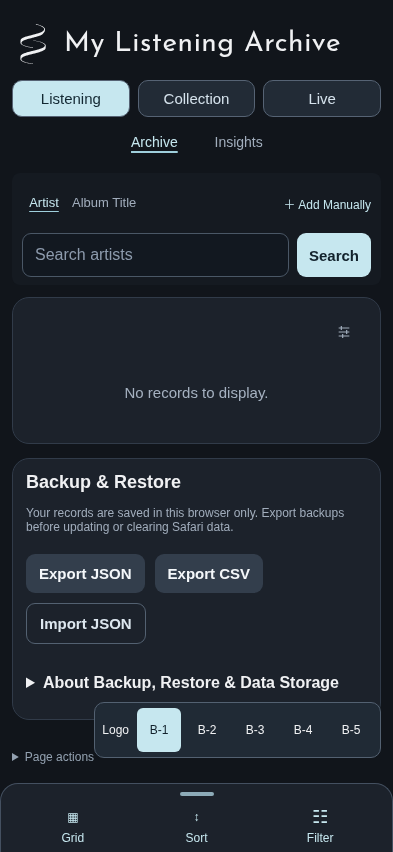 My Listening Archive
Listening Collection Live
Archive Insights
Artist Album Title + Add Manually
Search artists Search
No records to display.
Backup & Restore
Your records are saved in this browser only. Export backups
before updating or clearing Safari data.
Export JSON Export CSV
Import JSON
About Backup, Restore & Data Storage
Logo B-1 B-2 B-3 B-4 B-5
Page actions
Grid Sort Filter